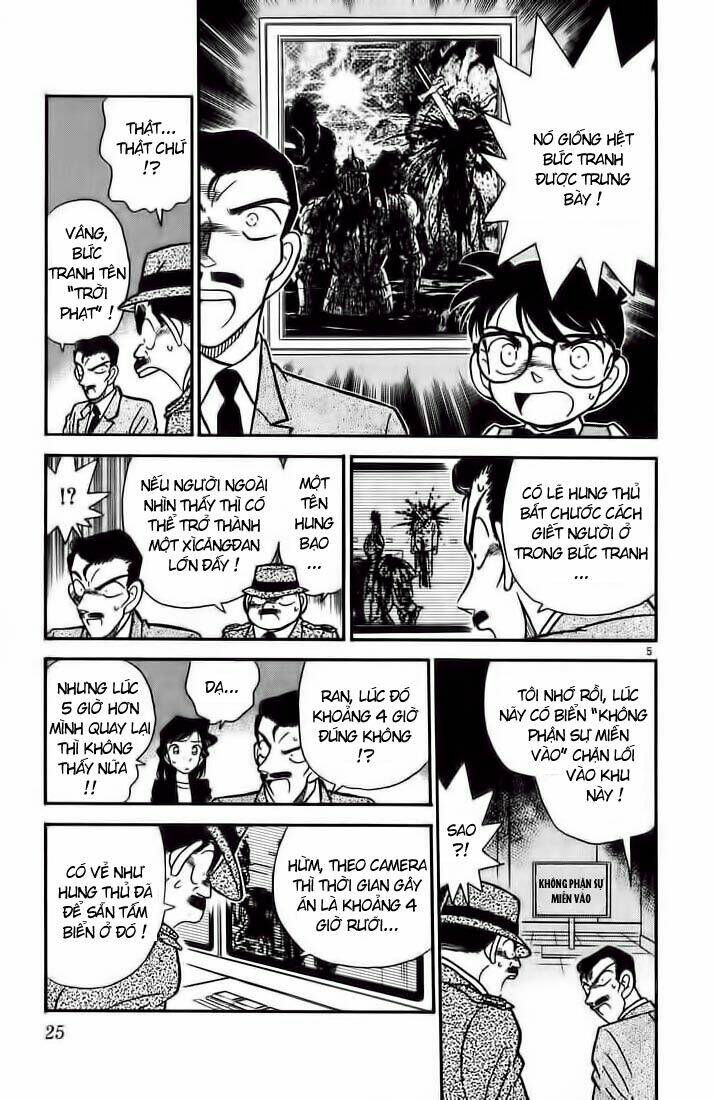 NÓ GIỐNG HỆT
BỨC TRANH
ĐƯỢC TRƯNG
BÀY !
THẬT...
THẬT CHỨ
!?
VÂNG,
BỨC
TRANH TÊN
"TRỜI
PHẠT" !
CÓ LẼ HUNG THỦ
BẮT CHƯỚC CÁCH
GIẾT NGƯỜI Ở
TRONG BỨC TRANH
...
MỘT
TÊN
HUNG
BẠO
...
NẾU NGƯỜI NGOÀI
NHÌN THẤY THÌ CÓ
THỂ TRỞ THÀNH
MỘT XÌCĂNGĐAN
LỚN ĐẤY !
!?
5
TÔI NHỚ RỒI, LÚC
NÀY CÓ BIỂN "KHÔNG
PHẬN SỰ MIỄN
VÀO" CHẶN LỐI
VÀO KHU
NÀY !
SAO
?!
KHÔNG PHẬN SỰ
MIỄN VÀO
RAN, LÚC ĐÓ
KHOẢNG 4 GIỜ
ĐÚNG KHÔNG
!?
DẠ...
NHƯNG LÚC
5 GIỜ HƠN
MÌNH QUAY LẠI
THÌ KHÔNG
THẤY NỮA
!!
HỪM, THEO CAMERA
THÌ THỜI GIAN GÂY
ÁN LÀ KHOẢNG 4
GIỜ RƯỠI...
CÓ VẺ NHƯ
HUNG THỦ ĐÃ
ĐỂ SẴN TẤM
BIỂN Ở ĐÓ !
25